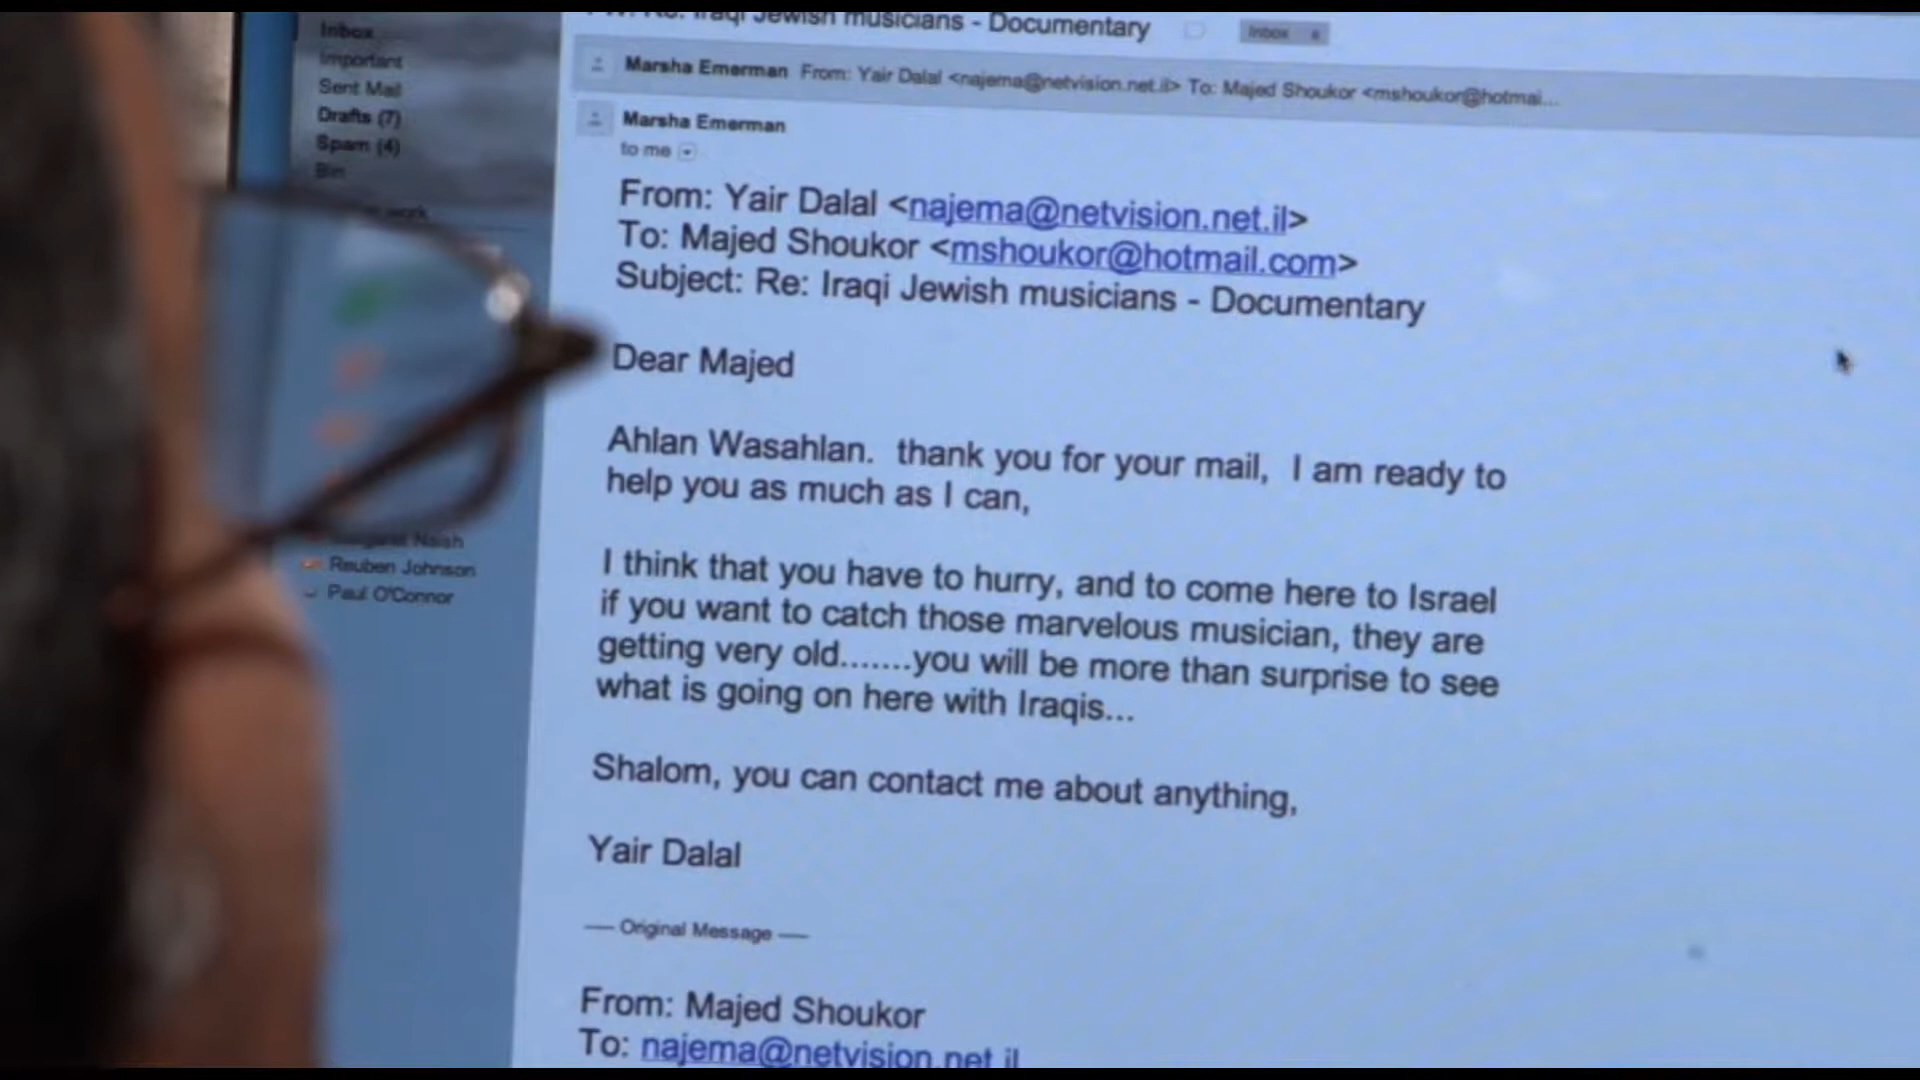 Iraqi Jewish musicians - Documentary
Inbox
Inbox
Important
Sent Mail
Drafts (7)
Spam (4)
Bin
work
Naish
Reuben Johnson
Paul O'Connor
Marsha Emerman From: Yair Dalal <najema@netvision.net.il> To: Majed Shoukor <mshoukor@hotmai...
Marsha Emerman
to me
From: Yair Dalal <najema@netvision.net.il>
To: Majed Shoukor <mshoukor@hotmail.com>
Subject: Re: Iraqi Jewish musicians - Documentary
Dear Majed
Ahlan Wasahlan. thank you for your mail, I am ready to
help you as much as I can,
I think that you have to hurry, and to come here to Israel
if you want to catch those marvelous musician, they are
getting very old.......you will be more than surprise to see
what is going on here with Iraqis...
Shalom, you can contact me about anything,
Yair Dalal
---- Original Message ----
From: Majed Shoukor
To: najema@netvision.net.il